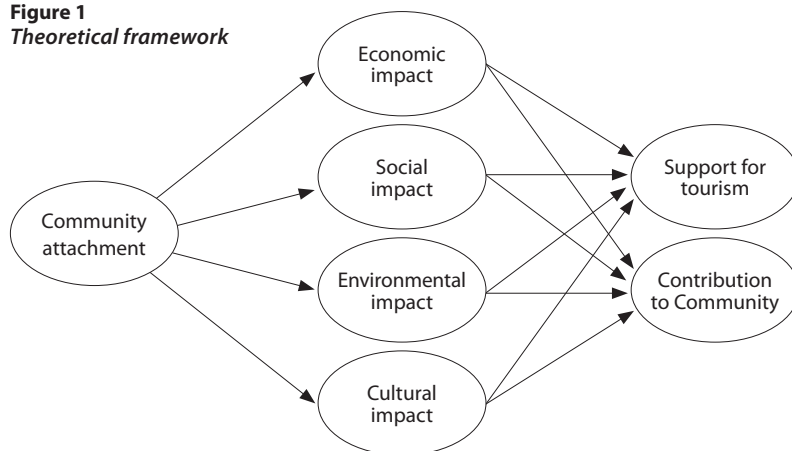 Figure 1
Theoretical framework
Economic
impact
Social
impact
Community
attachment
Environmental
impact
Cultural
impact
Support for
tourism
Contribution
to Community